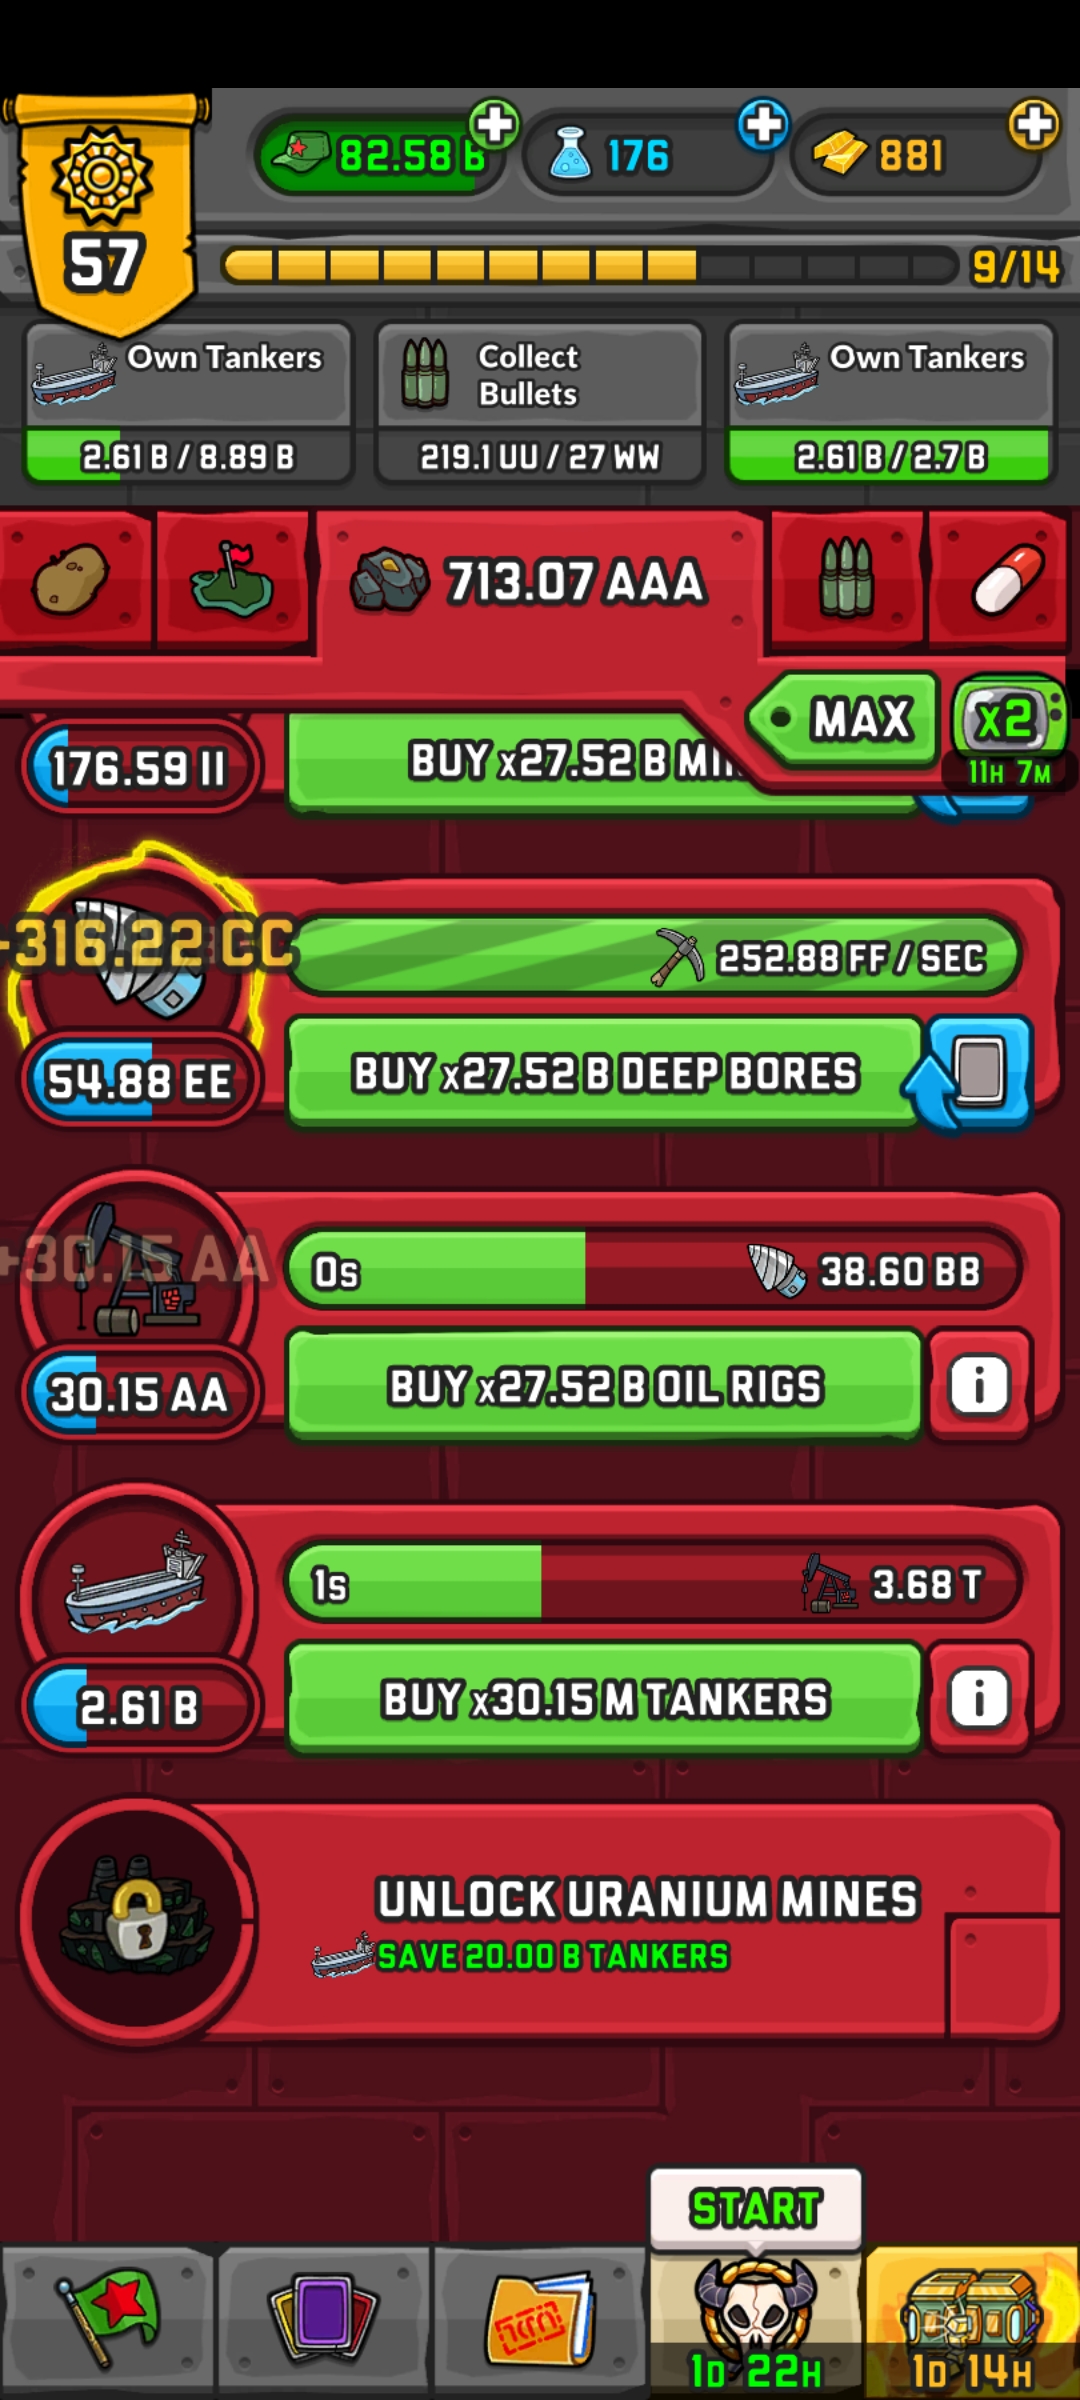 57
82.58 B
176
881
9/14
Own Tankers
2.61 B / 8.89 B
Collect
Bullets
219.1 UU / 27 WW
Own Tankers
2.61 B / 2.7 B
713.07 AAA
MAX
x2
11H 7M
176.59 II
BUY x27.52 B
+316.22 CC
252.88 FF / SEC
54.88 EE
BUY x27.52 B DEEP BORES
+30.15 AA
0s
38.60 BB
30.15 AA
BUY x27.52 B OIL RIGS
i
1s
3.68 T
2.61 B
BUY x30.15 M TANKERS
i
UNLOCK URANIUM MINES
SAVE 20.00 B TANKERS
START
1D 22H
1D 14H